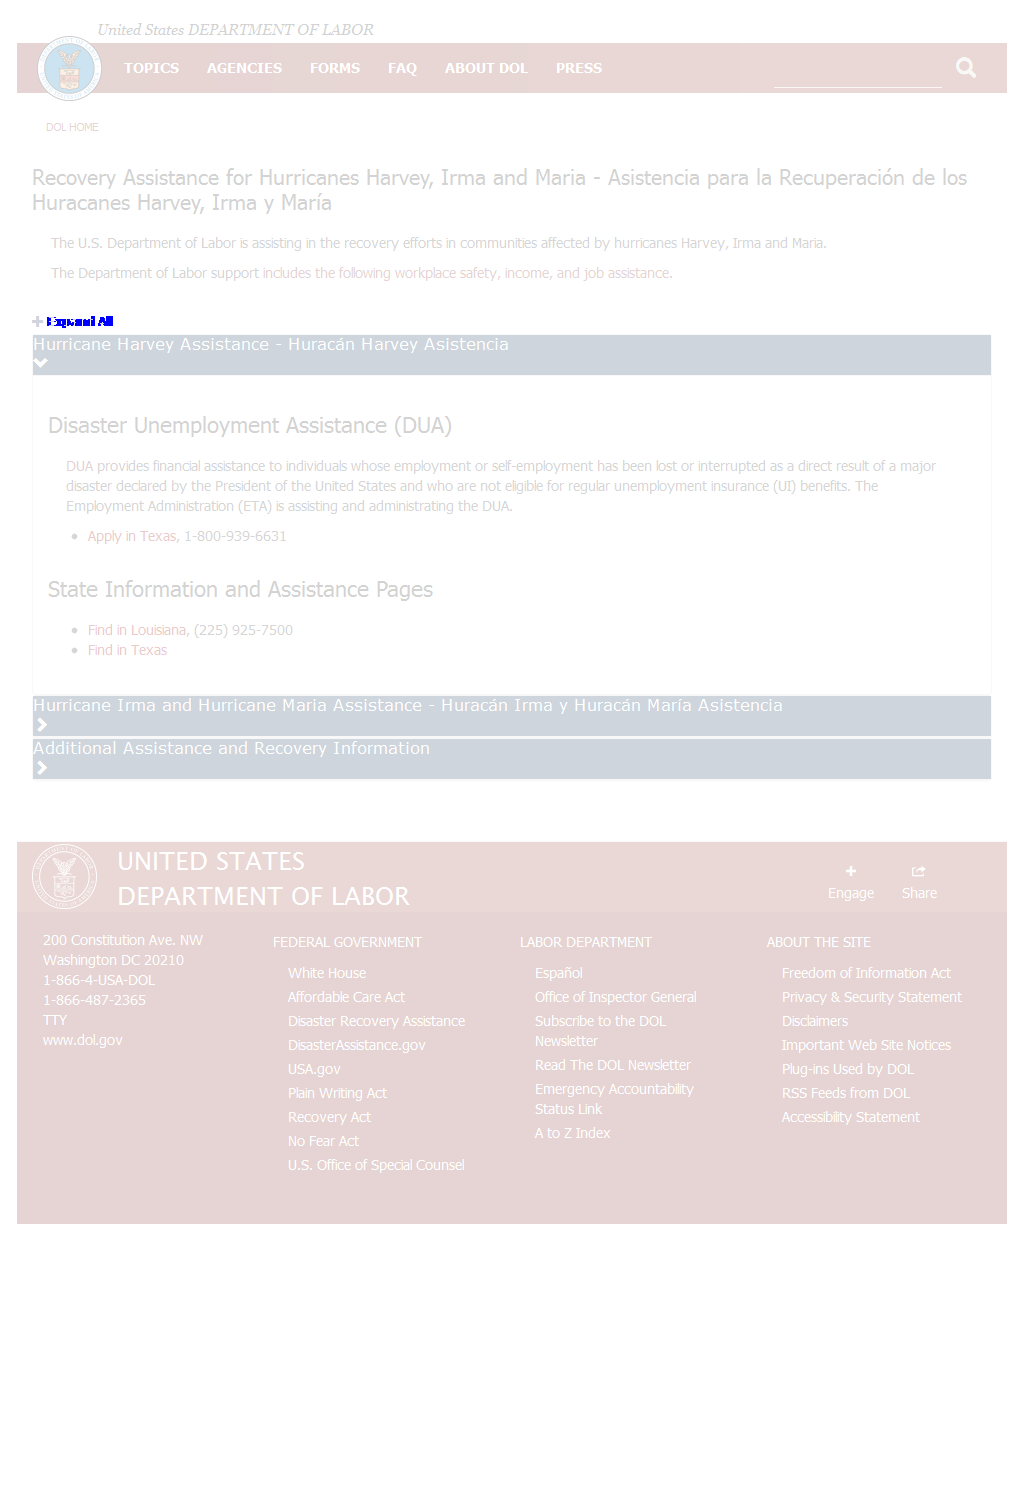 United States DEPARTMENT OF LABOR
TOPICS AGENCIES FORMS FAQ ABOUT DOL PRESS
DOL HOME
Recovery Assistance for Hurricanes Harvey, Irma and Maria - Asistencia para la Recuperación de los
Huracanes Harvey, Irma y María
The U.S. Department of Labor is assisting in the recovery efforts in communities affected by hurricanes Harvey, Irma and Maria.
The Department of Labor support includes the following workplace safety, income, and job assistance.
Expand All
Hurricane Harvey Assistance - Huracán Harvey Asistencia
Disaster Unemployment Assistance (DUA)
DUA provides financial assistance to individuals whose employment or self-employment has been lost or interrupted as a direct result of a major
disaster declared by the President of the United States and who are not eligible for regular unemployment insurance (UI) benefits. The
Employment Administration (ETA) is assisting and administrating the DUA.
• Apply in Texas, 1-800-939-6631
State Information and Assistance Pages
• Find in Louisiana, (225) 925-7500
• Find in Texas
Hurricane Irma and Hurricane Maria Assistance - Huracán Irma y Huracán María Asistencia
Additional Assistance and Recovery Information
UNITED STATES
DEPARTMENT OF LABOR
Engage Share
200 Constitution Ave. NW
Washington DC 20210
1-866-4-USA-DOL
1-866-487-2365
TTY
www.dol.gov
FEDERAL GOVERNMENT
White House
Affordable Care Act
Disaster Recovery Assistance
DisasterAssistance.gov
USA.gov
Plain Writing Act
Recovery Act
No Fear Act
U.S. Office of Special Counsel
LABOR DEPARTMENT
Español
Office of Inspector General
Subscribe to the DOL
Newsletter
Read The DOL Newsletter
Emergency Accountability
Status Link
A to Z Index
ABOUT THE SITE
Freedom of Information Act
Privacy & Security Statement
Disclaimers
Important Web Site Notices
Plug-ins Used by DOL
RSS Feeds from DOL
Accessibility Statement